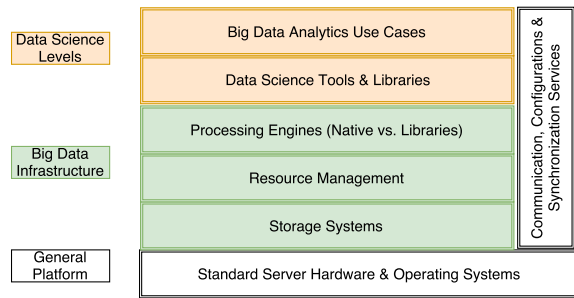 Data Science
Levels
Big Data Analytics Use Cases
Data Science Tools & Libraries
Big Data
Infrastructure
Processing Engines (Native vs. Libraries)
Resource Management
Storage Systems
Communication, Configurations &
Synchronization Services
General
Platform
Standard Server Hardware & Operating Systems